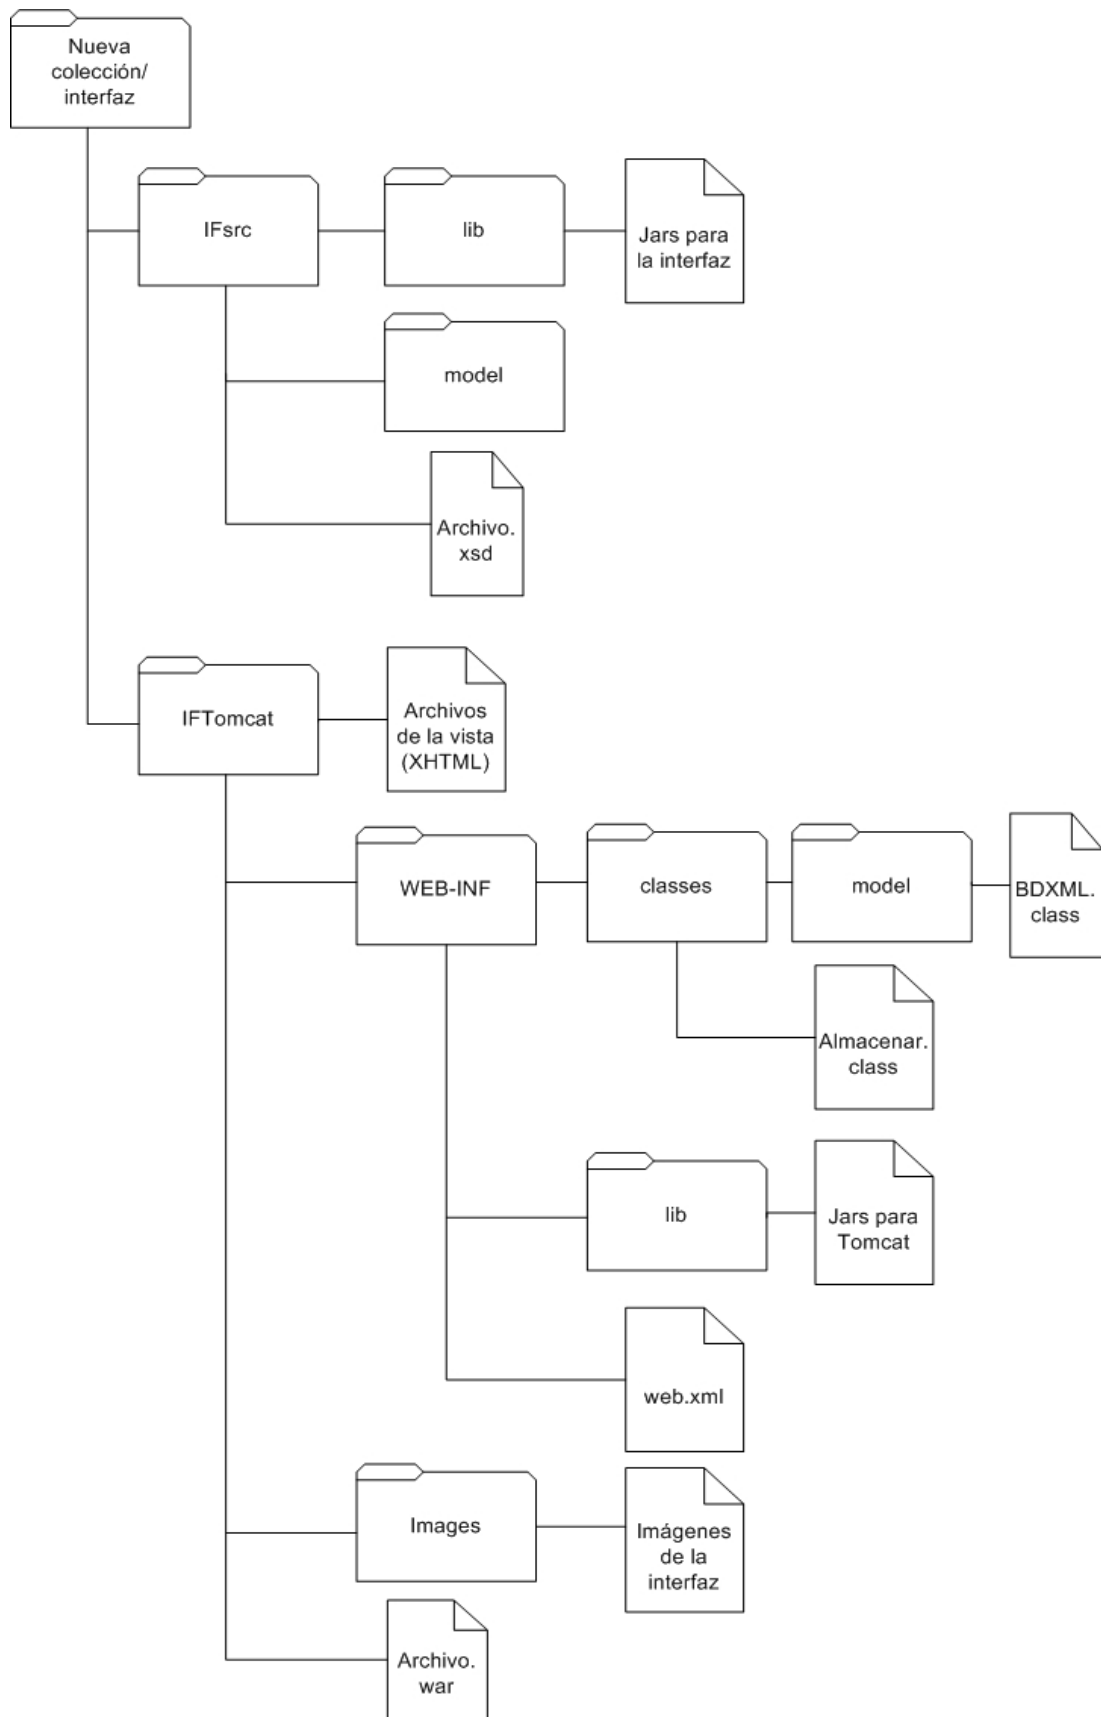 Nueva
colección/
interfaz
IFsrc
lib
Jars para
la interfaz
model
Archivo.
xsd
IFTomcat
Archivos
de la vista
(XHTML)
WEB-INF
classes
model
BDXML.
class
Almacenar.
class
lib
Jars para
Tomcat
web.xml
Images
Imágenes
de la
interfaz
Archivo.
war